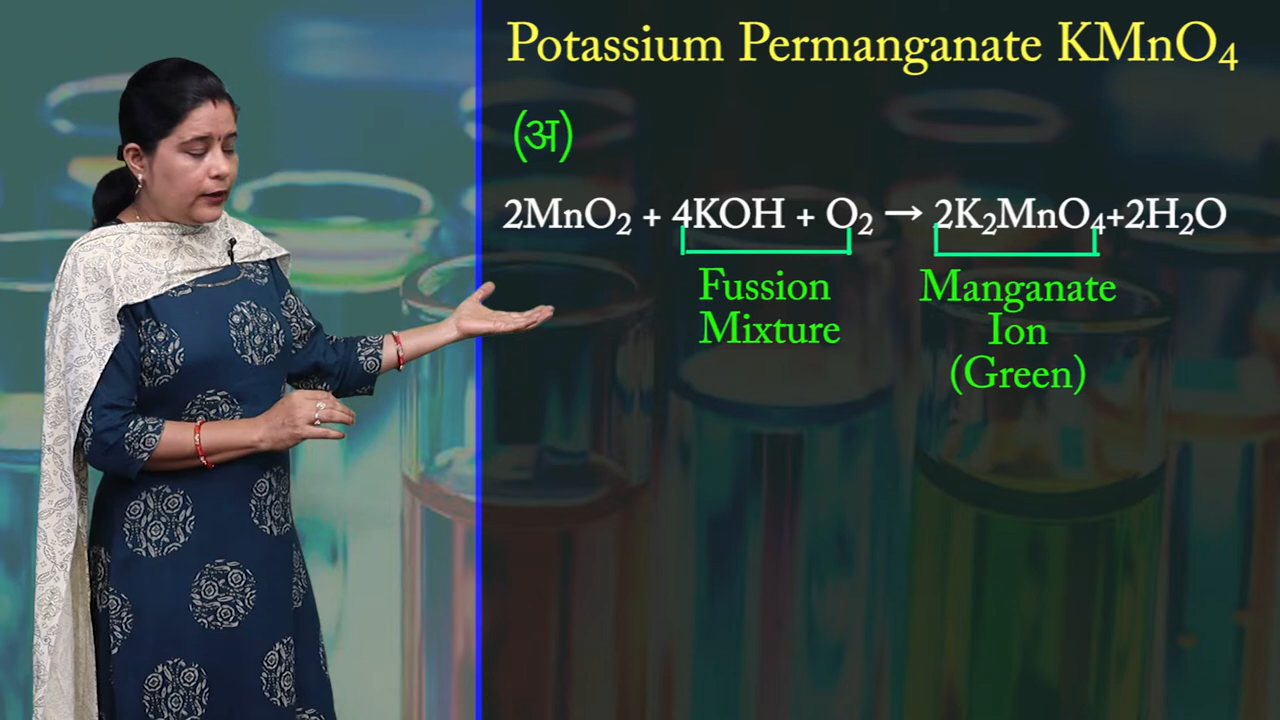 Potassium Permanganate KMnO₄
(अ)
2MnO₂ + 4KOH + O₂ → 2K₂MnO₄+2H₂O
Fussion
Mixture
Manganate
Ion
(Green)